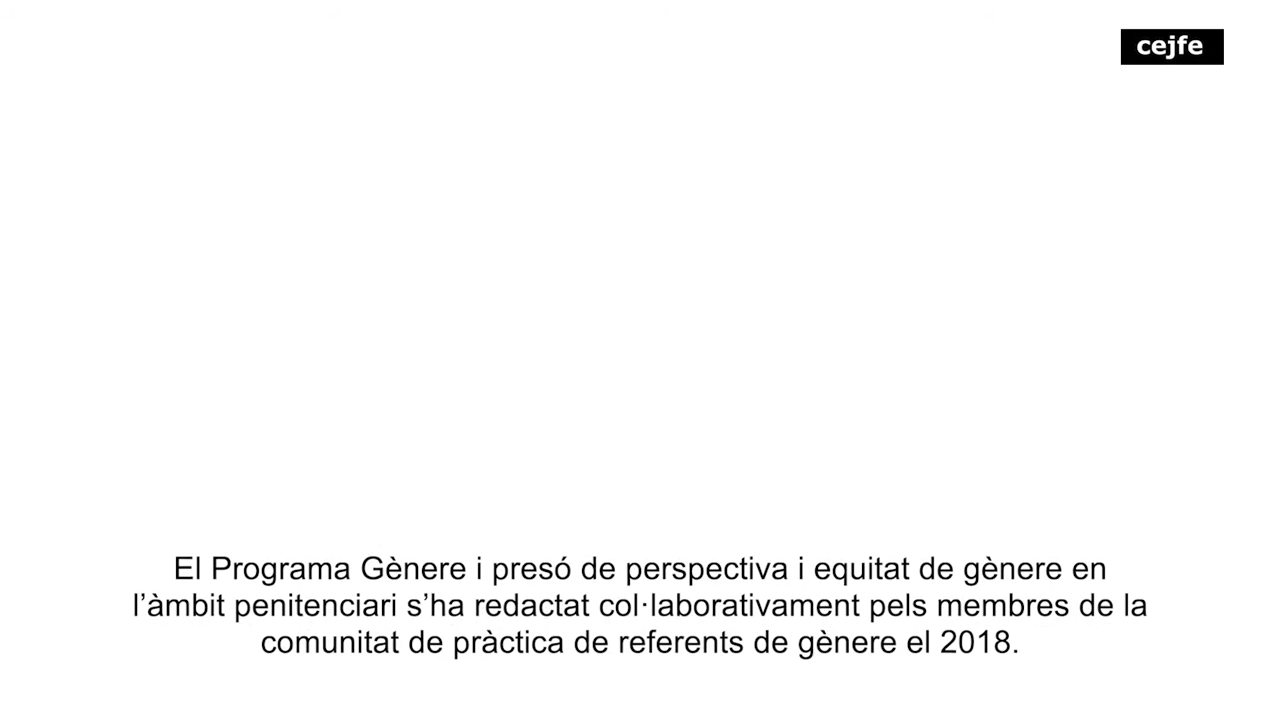 cejfe
El Programa Gènere i presó de perspectiva i equitat de gènere en
l’àmbit penitenciari s’ha redactat col·laborativament pels membres de la
comunitat de pràctica de referents de gènere el 2018.